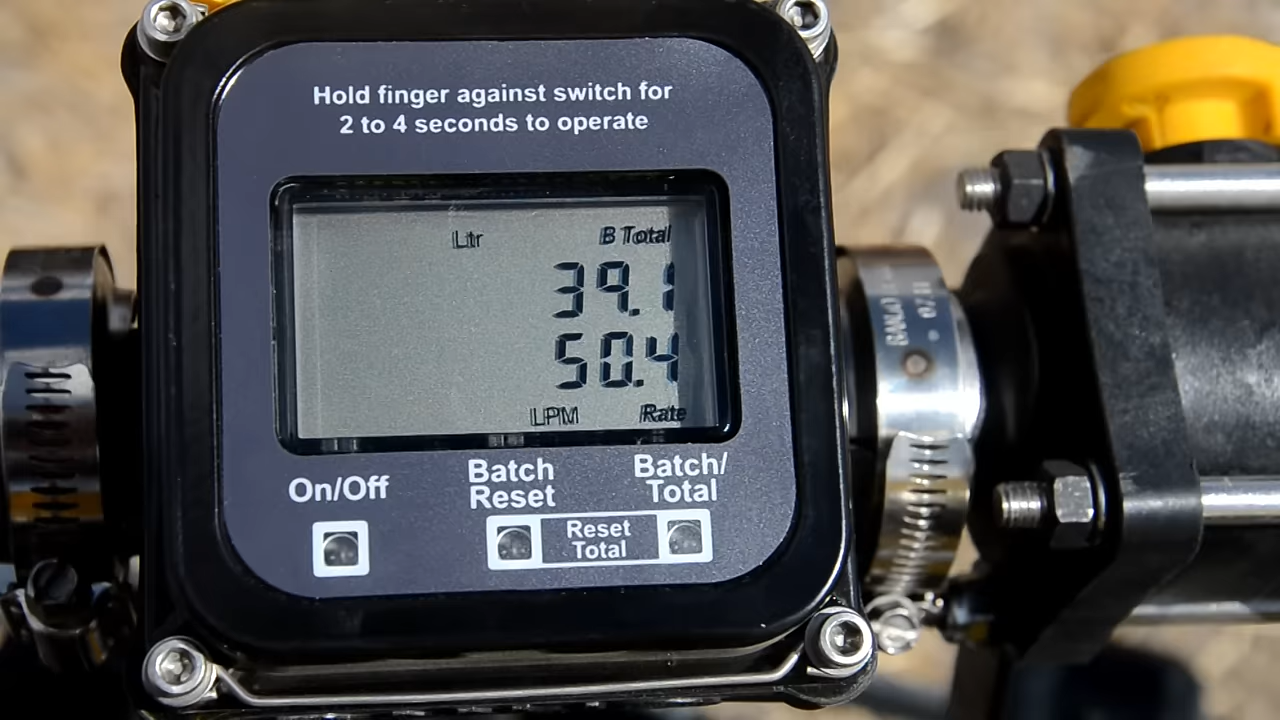 Hold finger against switch for
2 to 4 seconds to operate
Ltr B Total
39.1
50.4
LPM Rate
On/Off
Batch
Reset
Batch/
Total
Reset
Total
BANJO